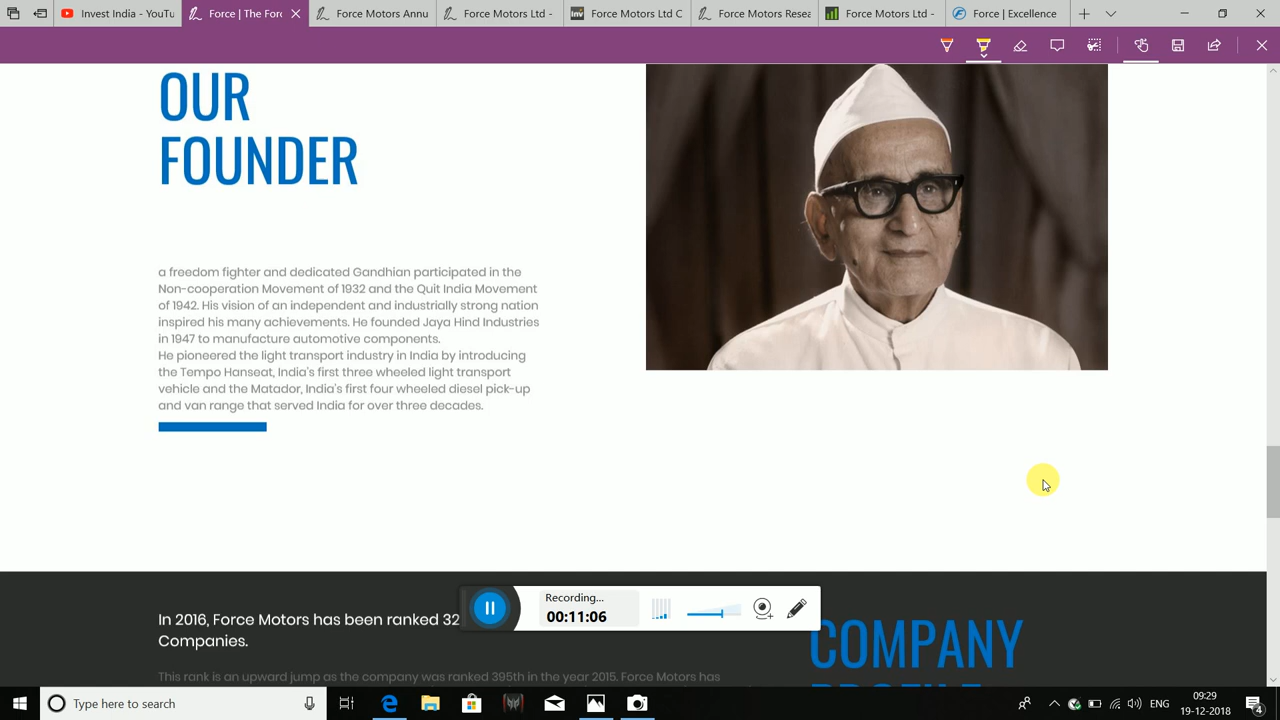 Invest India - YouTu
Force | The Forc
Force Motors Annu
Force Motors Ltd -
Force Motors Ltd C
Force Motors Resea
Force Motors Ltd -
Force | Excellence
OUR
FOUNDER
a freedom fighter and dedicated Gandhian participated in the
Non-cooperation Movement of 1932 and the Quit India Movement
of 1942. His vision of an independent and industrially strong nation
inspired his many achievements. He founded Jaya Hind Industries
in 1947 to manufacture automotive components.
He pioneered the light transport industry in India by introducing
the Tempo Hanseat, India's first three wheeled light transport
vehicle and the Matador, India's first four wheeled diesel pick-up
and van range that served India for over three decades.
In 2016, Force Motors has been ranked 32
Companies.
This rank is an upward jump as the company was ranked 395th in the year 2015. Force Motors has
COMPANY
PROFILE
Recording...
00:11:06
Type here to search
ENG
09:29
19-12-2018
4